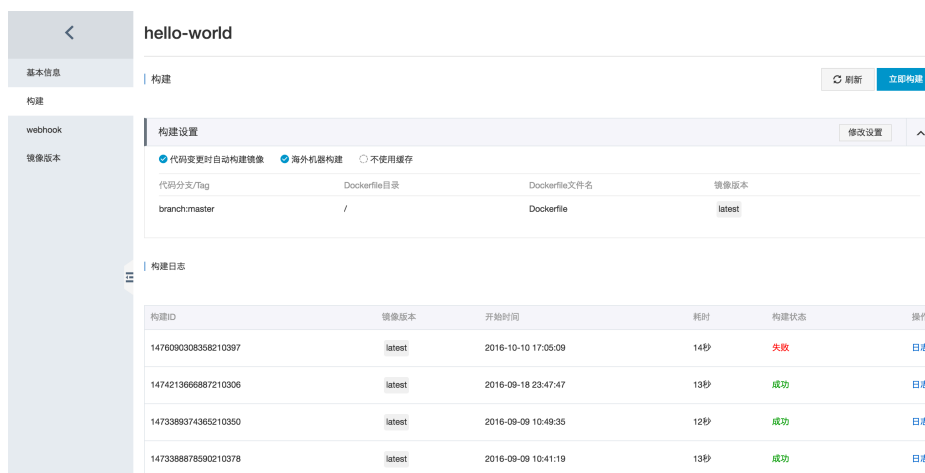 hello-world
基本信息
构建
webhook
镜像版本
构建
刷新
立即构建
构建设置
修改设置
代码变更时自动构建镜像 海外机器构建 不使用缓存
代码分支/Tag Dockerfile目录 Dockerfile文件名 镜像版本
branch:master / Dockerfile latest
构建日志
构建ID 镜像版本 开始时间 耗时 构建状态 操作
1476090308358210397 latest 2016-10-10 17:05:09 14秒 失败 日志
1474213666887210306 latest 2016-09-18 23:47:47 13秒 成功 日志
1473389374365210350 latest 2016-09-09 10:49:35 12秒 成功 日志
1473388878590210378 latest 2016-09-09 10:41:19 13秒 成功 日志